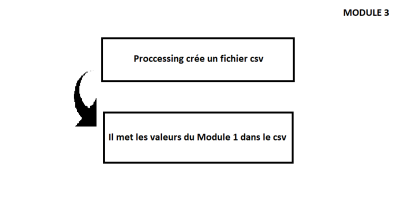 MODULE 3
Proccessing crée un fichier csv
Il met les valeurs du Module 1 dans le csv